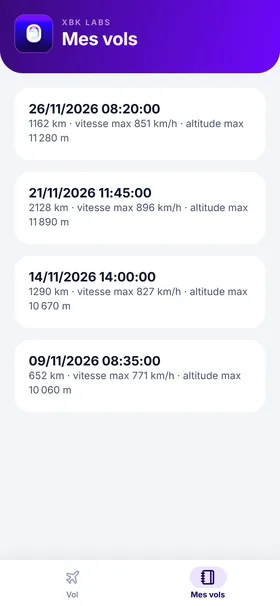 XBK LABS
Mes vols
26/11/2026 08:20:00
1162 km · vitesse max 851 km/h · altitude max
11 280 m
21/11/2026 11:45:00
2128 km · vitesse max 896 km/h · altitude max
11 890 m
14/11/2026 14:00:00
1290 km · vitesse max 827 km/h · altitude max
10 670 m
09/11/2026 08:35:00
652 km · vitesse max 771 km/h · altitude max
10 060 m
Vol
Mes vols